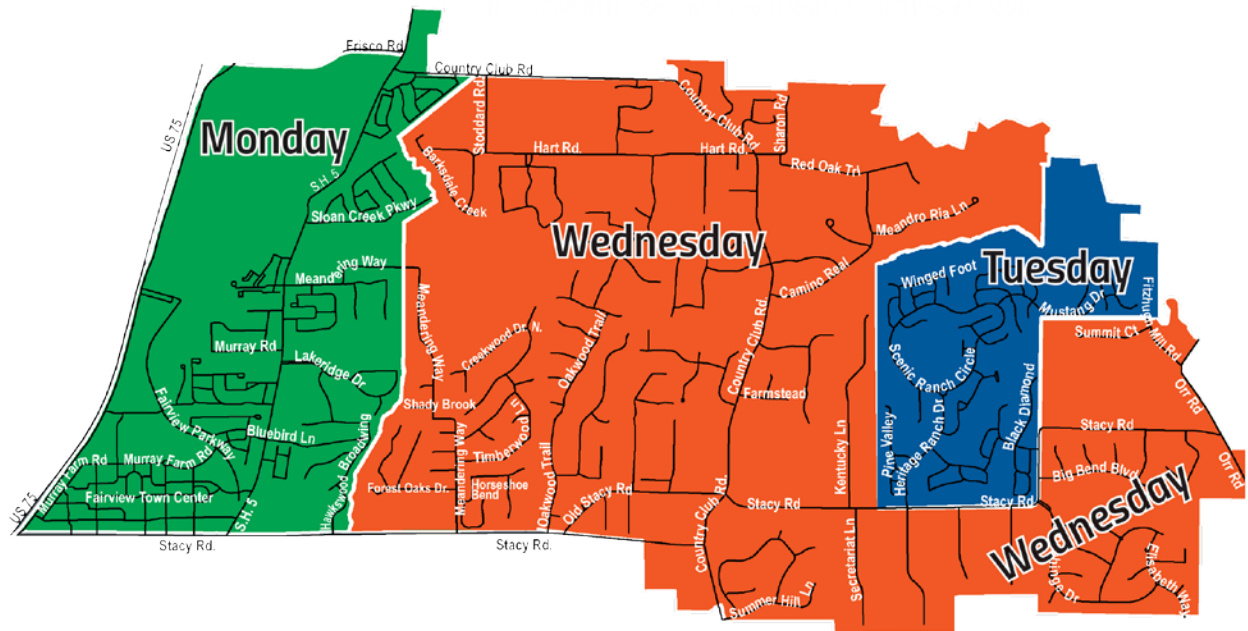 Frisco Rd
Country Club Rd
US 75
Monday
Stoddard Rd
Hart Rd.
Country Club Rd
Hart Rd.
Sharon Rd
Red Oak Trl
S.H. 5
Barksdale Creek
Sloan Creek Pkwy
Meandro Ria Ln
Wednesday
Tuesday
Meandering Way
Meandering Way
Camino Real
Winged Foot
Mustang Dr
Fitzhugh Mill Rd
Summit Ct
Creekwood Dr. N.
Oakwood Trail
Country Club Rd.
Murray Rd
Lakeridge Dr
Scenic Ranch Circle
Orr Rd
Farmstead
Shady Brook
Fairview Parkway
Bluebird Ln
Hawkswood
Timberwood Ln
Meandering Way
Kentucky Ln
Pine Valley
Heritage Ranch Dr.
Black Diamond
Stacy Rd
Orr Rd
Murray Farm Rd
Murray Farm Rd
Big Bend Blvd
Forest Oaks Dr.
Horseshoe
Bend
Oakwood Trail
Old Stacy Rd
Fairview Town Center
US 75
S.H. 5
Country Club Rd.
Stacy Rd
Stacy Rd
Wednesday
Stacy Rd.
Stacy Rd.
Secretariat Ln
Summer Hill Ln
Elisabeth Way